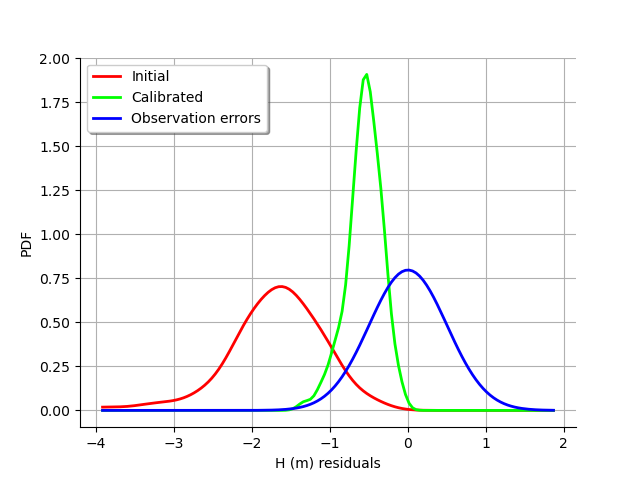 Initial
Calibrated
Observation errors
PDF
2.00
1.75
1.50
1.25
1.00
0.75
0.50
0.25
0.00
−4 −3 −2 −1 0 1 2
H (m) residuals